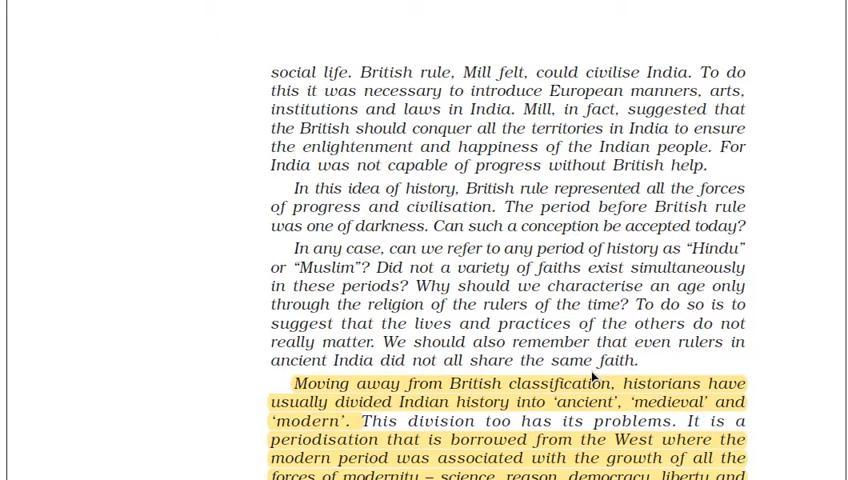 social life. British rule, Mill felt, could civilise India. To do
this it was necessary to introduce European manners, arts,
institutions and laws in India. Mill, in fact, suggested that
the British should conquer all the territories in India to ensure
the enlightenment and happiness of the Indian people. For
India was not capable of progress without British help.
In this idea of history, British rule represented all the forces
of progress and civilisation. The period before British rule
was one of darkness. Can such a conception be accepted today?
In any case, can we refer to any period of history as “Hindu”
or “Muslim”? Did not a variety of faiths exist simultaneously
in these periods? Why should we characterise an age only
through the religion of the rulers of the time? To do so is to
suggest that the lives and practices of the others do not
really matter. We should also remember that even rulers in
ancient India did not all share the same faith.
Moving away from British classification, historians have
usually divided Indian history into ‘ancient’, ‘medieval’ and
‘modern’. This division too has its problems. It is a
periodisation that is borrowed from the West where the
modern period was associated with the growth of all the
forces of modernity – science, reason, democracy, liberty and